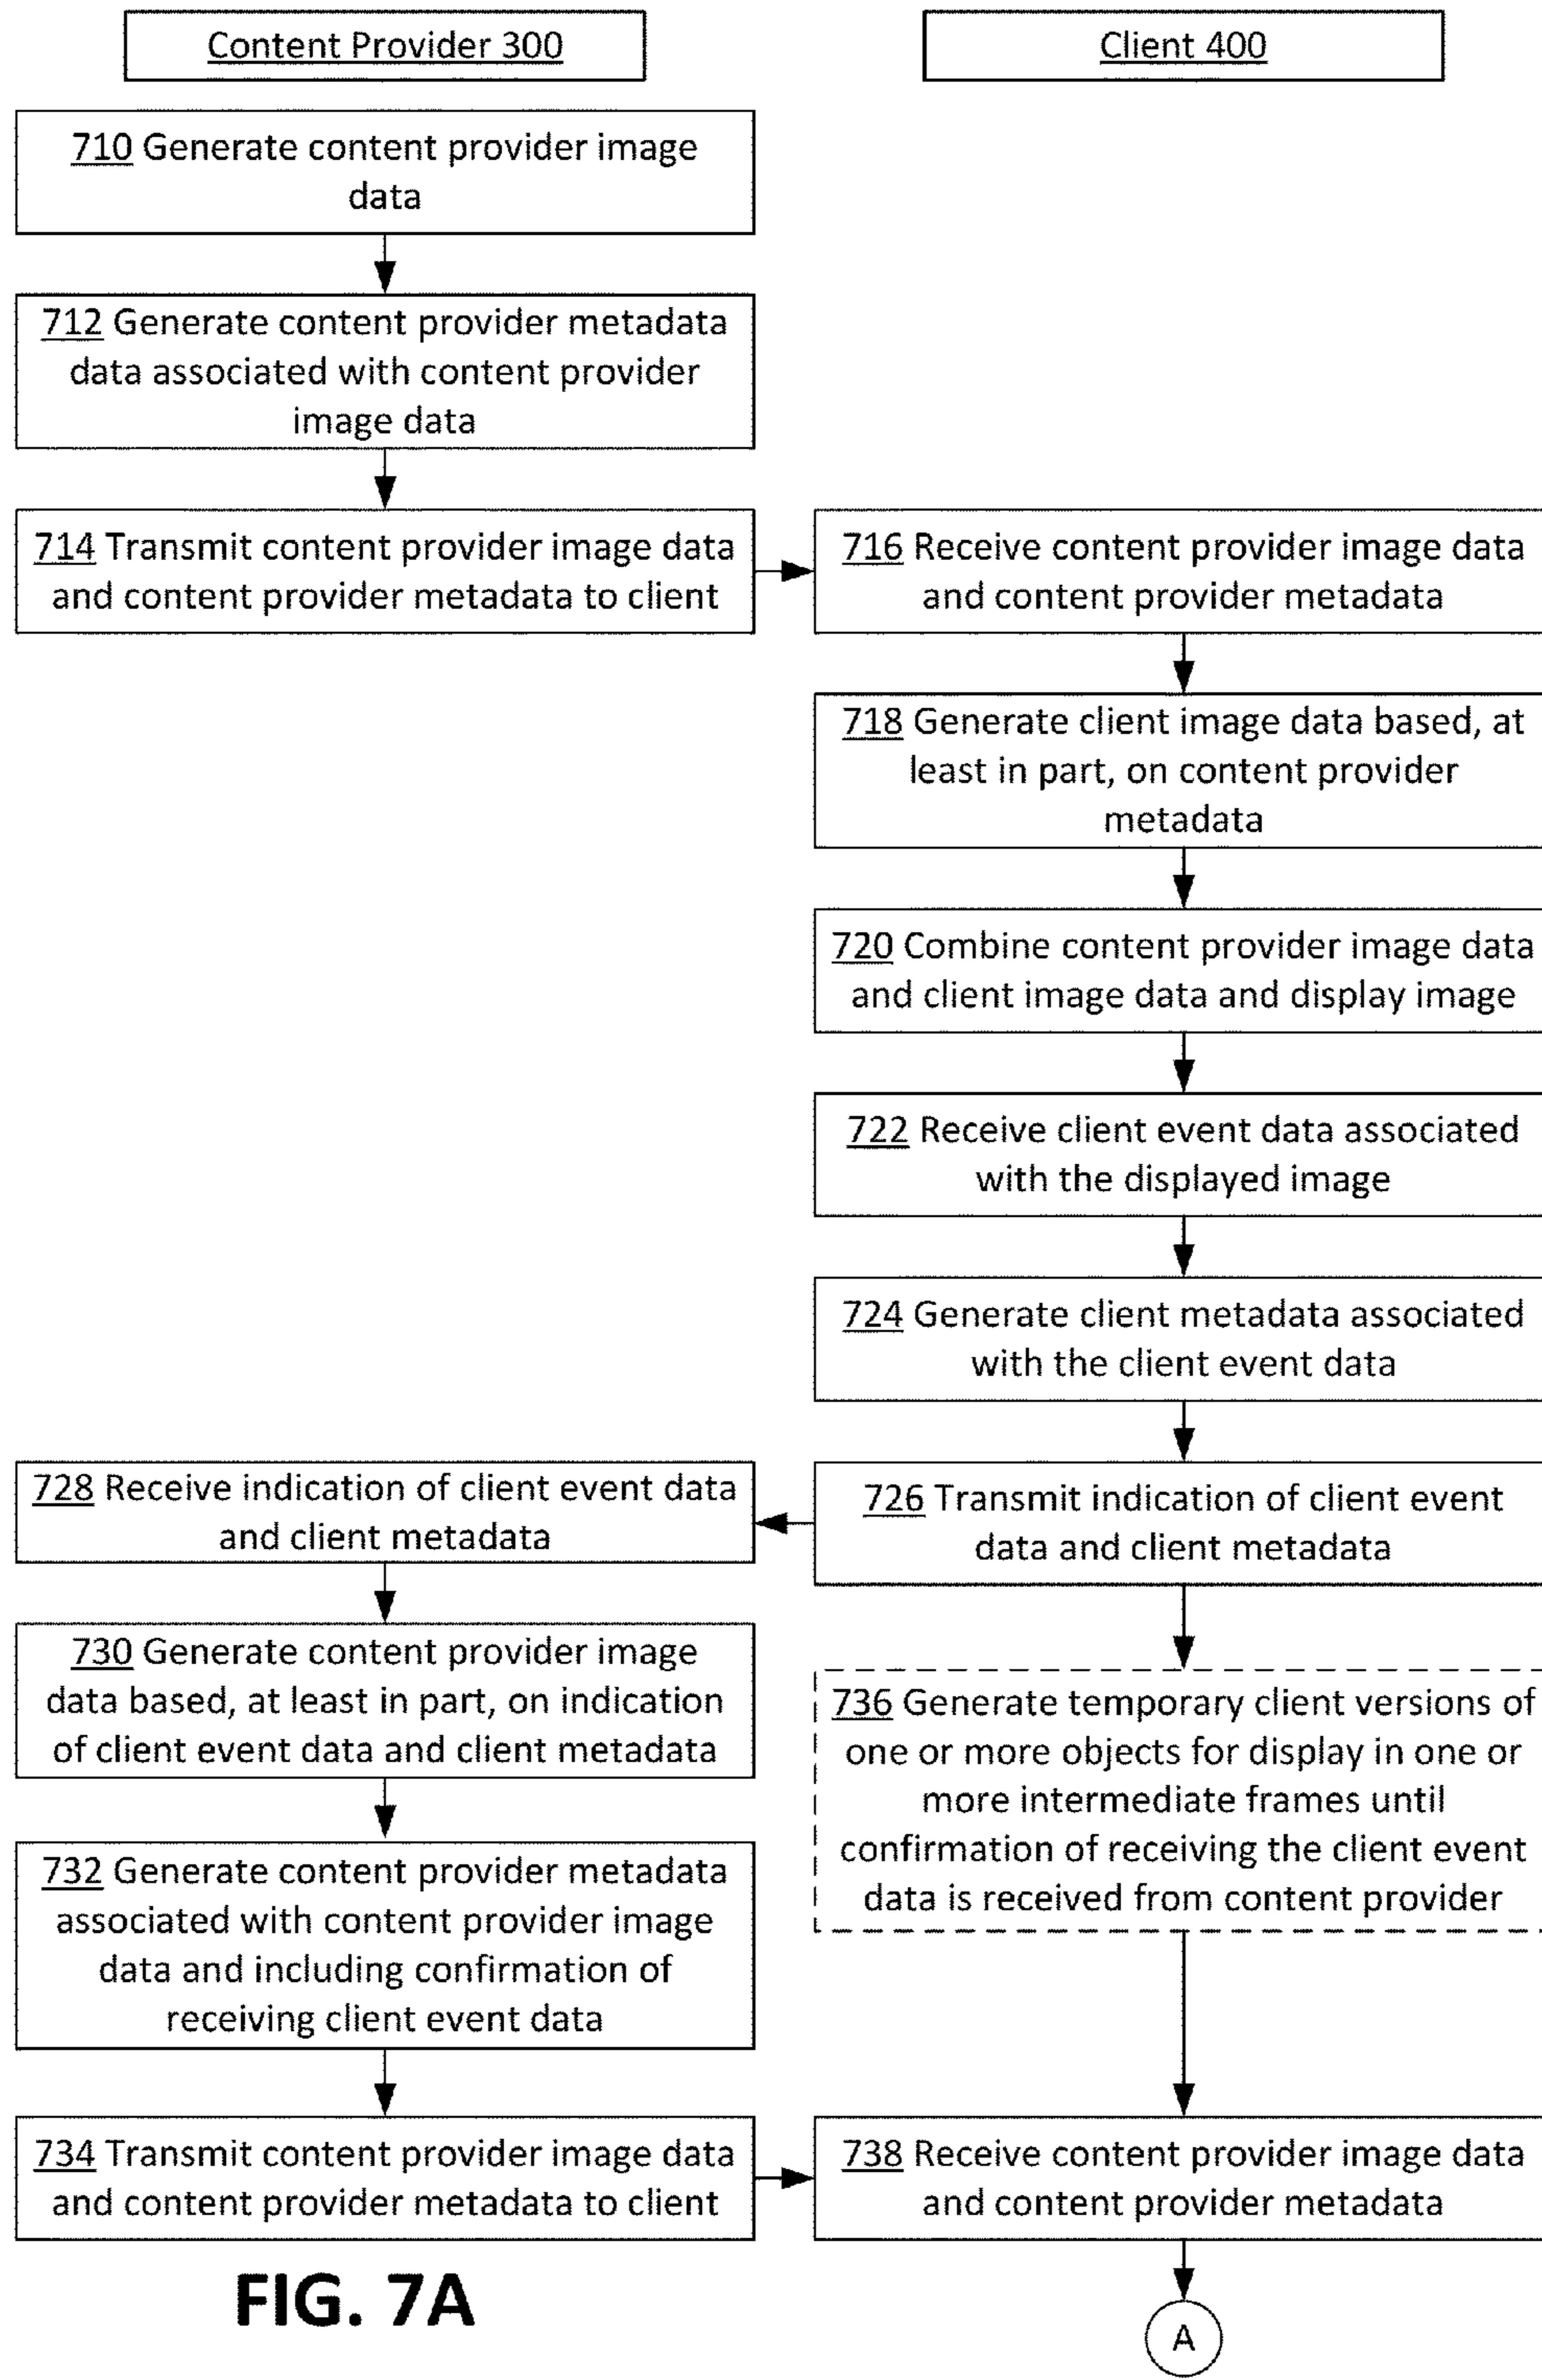 Content Provider 300
Client 400
710 Generate content provider image
data
712 Generate content provider metadata
data associated with content provider
image data
714 Transmit content provider image data
and content provider metadata to client
716 Receive content provider image data
and content provider metadata
718 Generate client image data based, at
least in part, on content provider
metadata
720 Combine content provider image data
and client image data and display image
722 Receive client event data associated
with the displayed image
724 Generate client metadata associated
with the client event data
726 Transmit indication of client event
data and client metadata
728 Receive indication of client event data
and client metadata
730 Generate content provider image
data based, at least in part, on indication
of client event data and client metadata
732 Generate content provider metadata
associated with content provider image
data and including confirmation of
receiving client event data
734 Transmit content provider image data
and content provider metadata to client
736 Generate temporary client versions of
one or more objects for display in one or
more intermediate frames until
confirmation of receiving the client event
data is received from content provider
738 Receive content provider image data
and content provider metadata
A
FIG. 7A